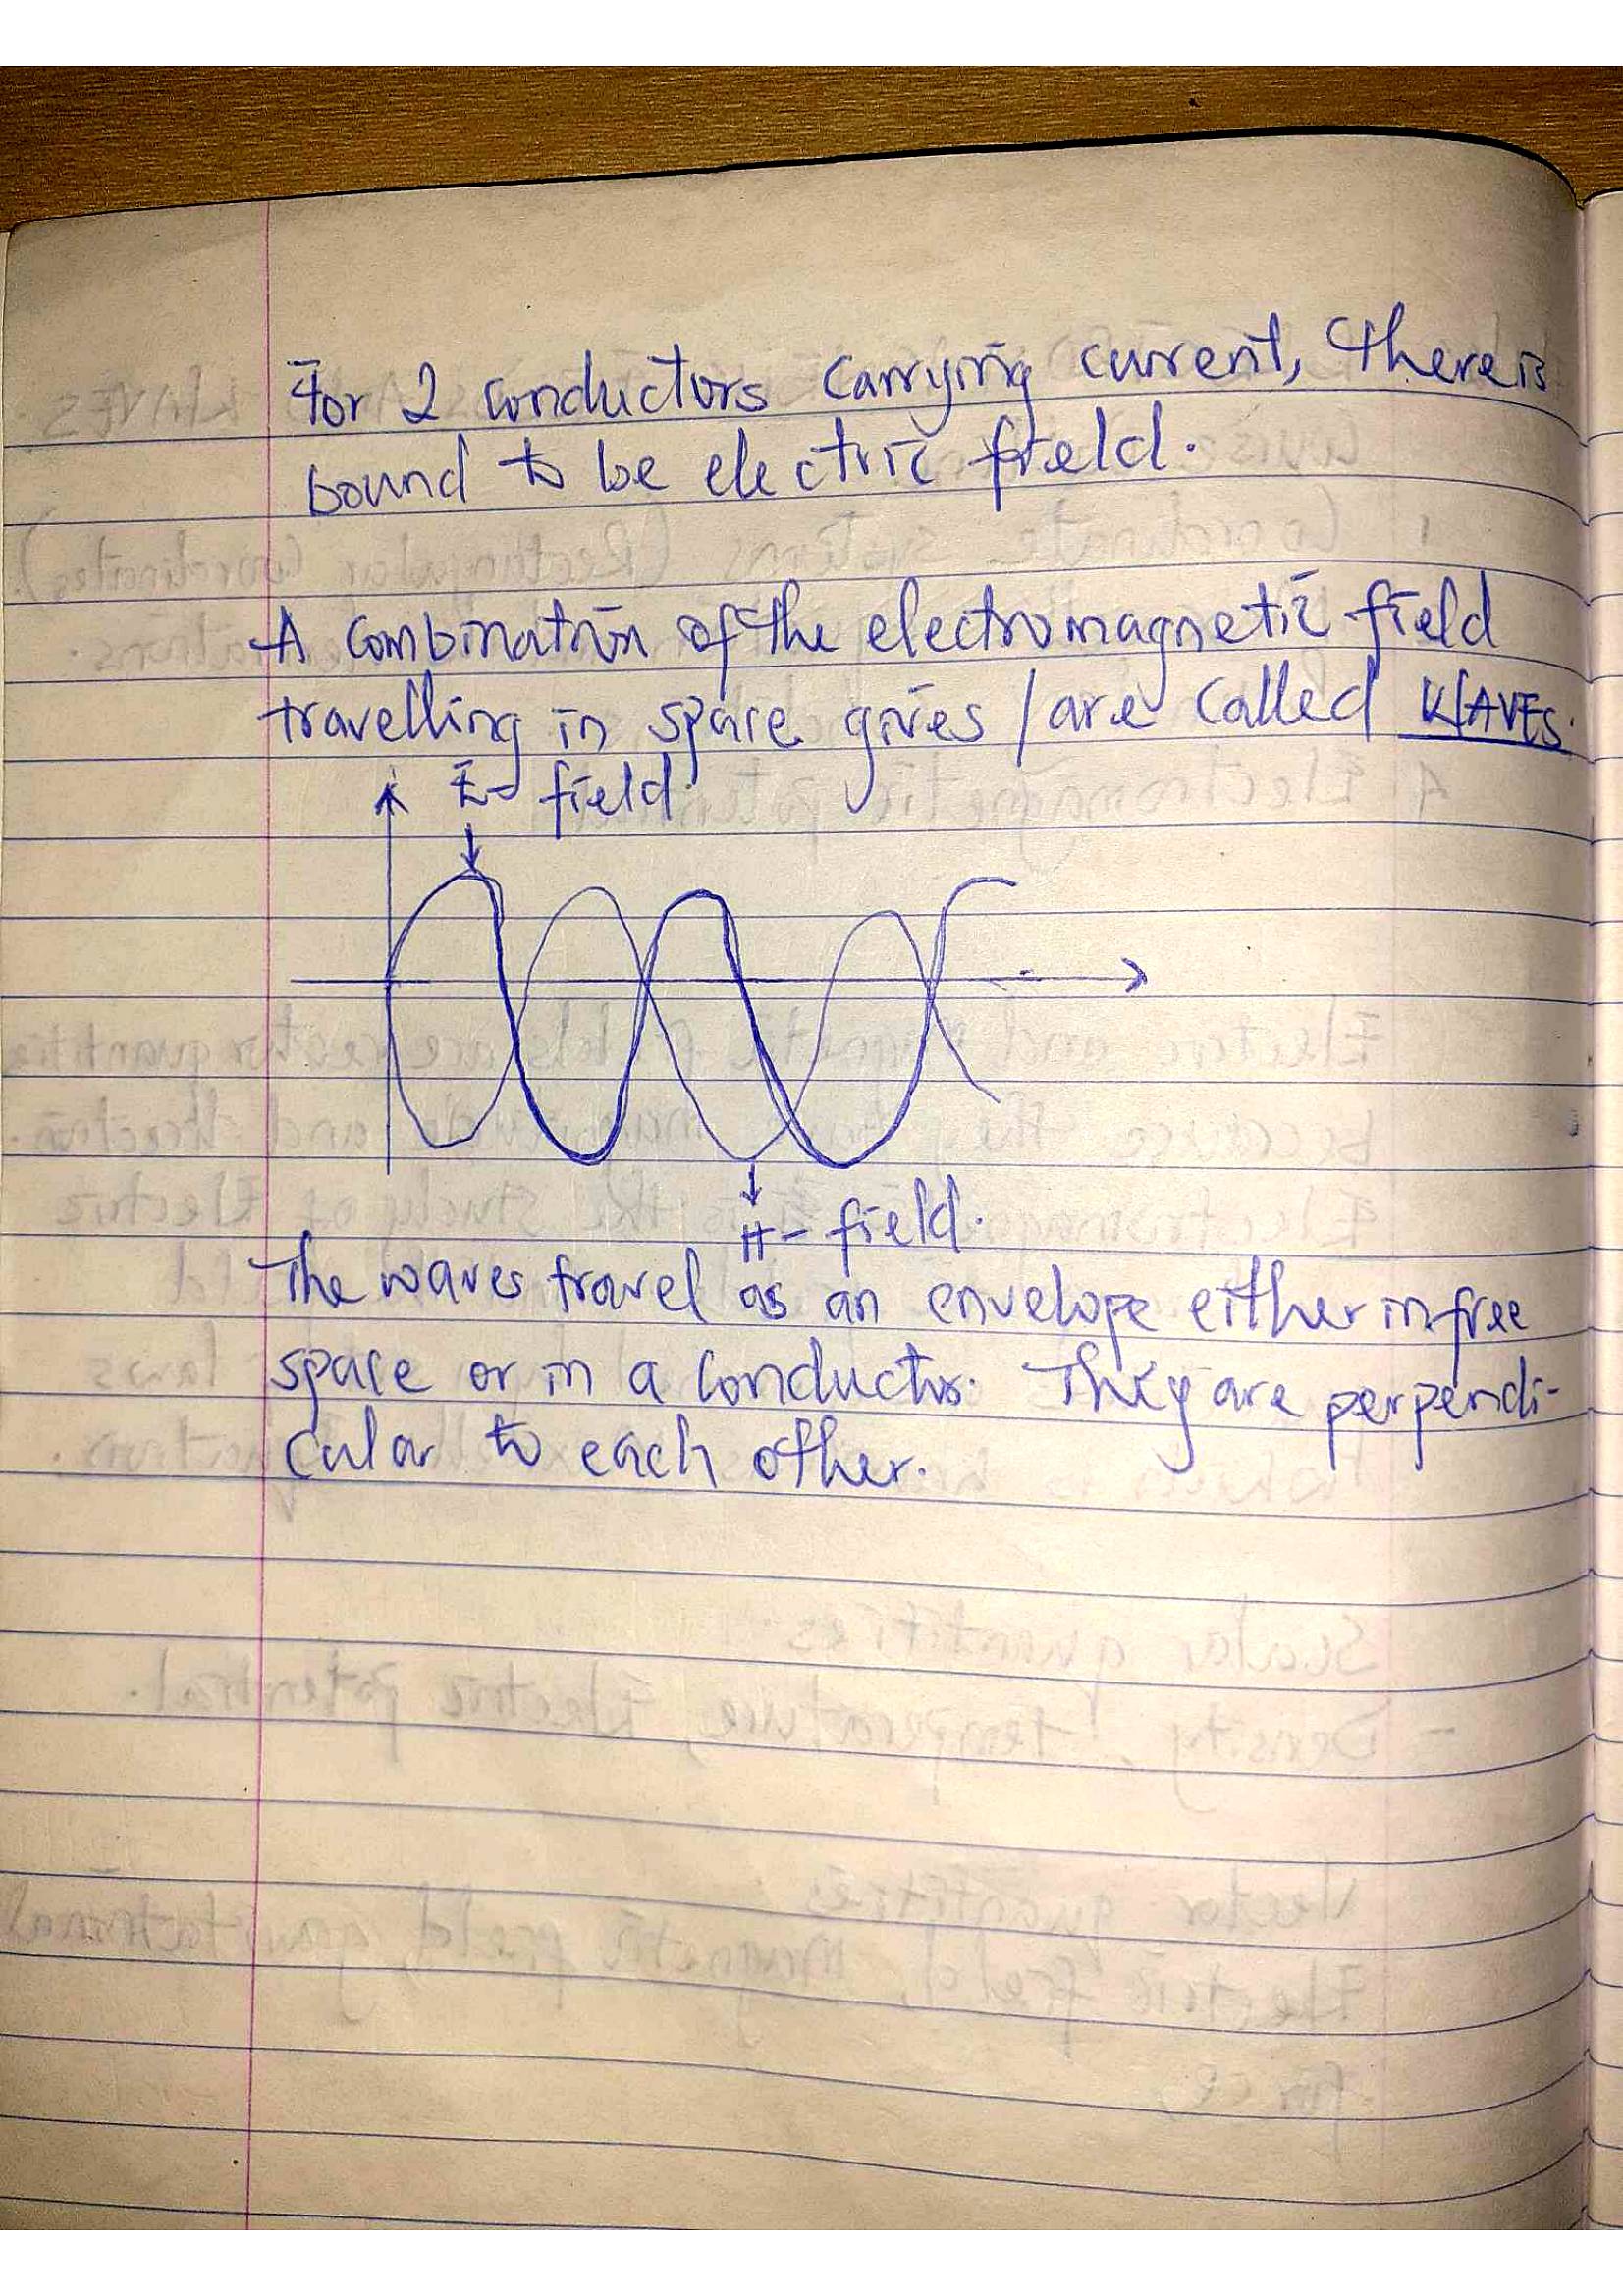 For 2 conductors carrying current, there is
bound to be electric field.
A combination of the electromagnetic field
travelling in space gives / are called WAVES.
E- field.
H- field.
The waves travel as an envelope either in free
space or in a conductor. They are perpendi-
cular to each other.